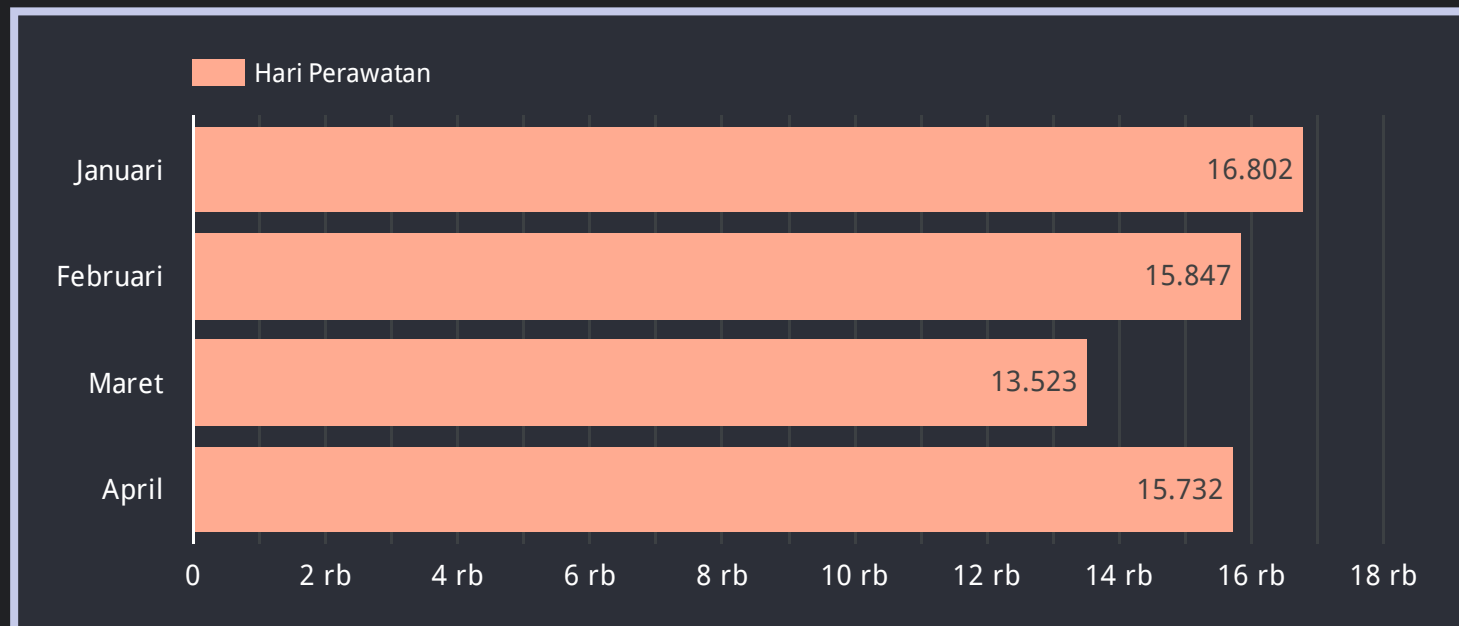 Hari Perawatan
Januari 16.802
Februari 15.847
Maret 13.523
April 15.732
0 2 rb 4 rb 6 rb 8 rb 10 rb 12 rb 14 rb 16 rb 18 rb